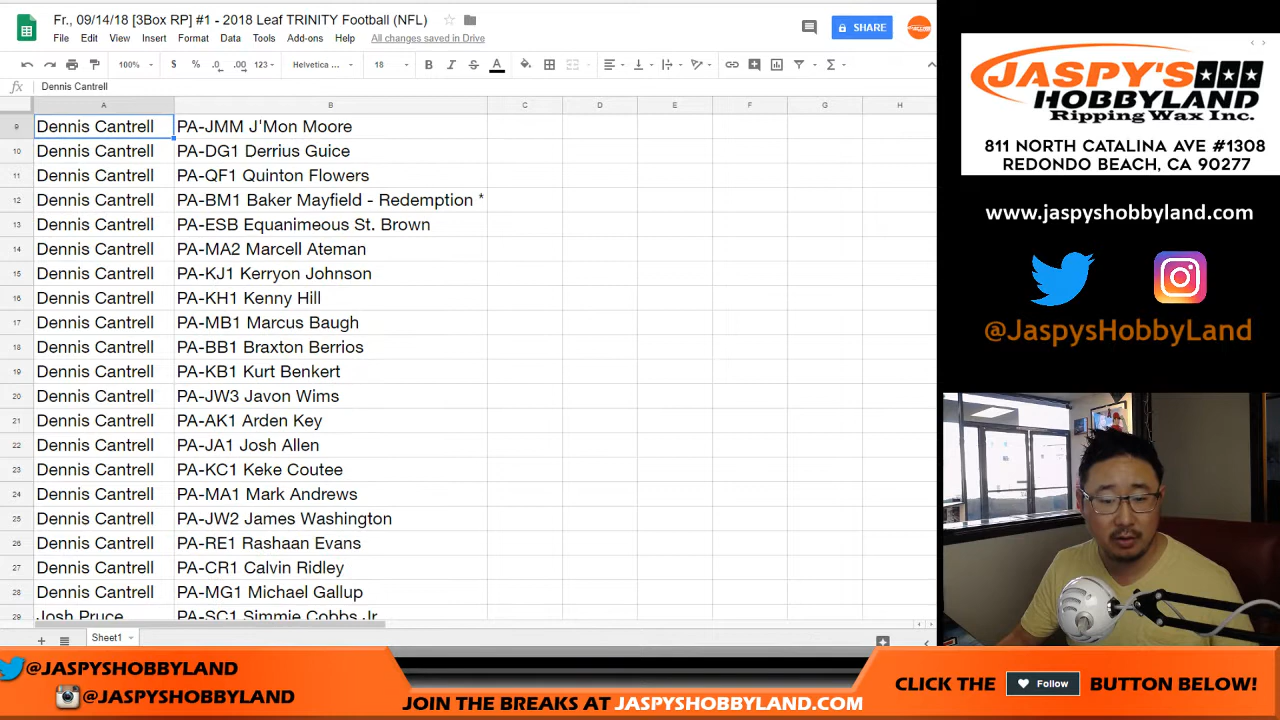 Fr., 09/14/18 [3Box RP] #1 - 2018 Leaf TRINITY Football (NFL)
File Edit View Insert Format Data Tools Add-ons Help All changes saved in Drive
SHARE
100% $ % .0 .00 123 Helvetica ... 18 B I S A
fx Dennis Cantrell
A B C D E F G H
9 Dennis Cantrell PA-JMM J'Mon Moore
10 Dennis Cantrell PA-DG1 Derrius Guice
11 Dennis Cantrell PA-QF1 Quinton Flowers
12 Dennis Cantrell PA-BM1 Baker Mayfield - Redemption *
13 Dennis Cantrell PA-ESB Equanimeous St. Brown
14 Dennis Cantrell PA-MA2 Marcell Ateman
15 Dennis Cantrell PA-KJ1 Kerryon Johnson
16 Dennis Cantrell PA-KH1 Kenny Hill
17 Dennis Cantrell PA-MB1 Marcus Baugh
18 Dennis Cantrell PA-BB1 Braxton Berrios
19 Dennis Cantrell PA-KB1 Kurt Benkert
20 Dennis Cantrell PA-JW3 Javon Wims
21 Dennis Cantrell PA-AK1 Arden Key
22 Dennis Cantrell PA-JA1 Josh Allen
23 Dennis Cantrell PA-KC1 Keke Coutee
24 Dennis Cantrell PA-MA1 Mark Andrews
25 Dennis Cantrell PA-JW2 James Washington
26 Dennis Cantrell PA-RE1 Rashaan Evans
27 Dennis Cantrell PA-CR1 Calvin Ridley
28 Dennis Cantrell PA-MG1 Michael Gallup
29 Josh Pruce PA-SC1 Simmie Cobbs Jr
Sheet1
JASPY'S
HOBBYLAND
Ripping Wax Inc.
811 NORTH CATALINA AVE #1308
REDONDO BEACH, CA 90277
www.jaspyshobbyland.com
@JaspysHobbyLand
@JASPYSHOBBYLAND
@JASPYSHOBBYLAND
JOIN THE BREAKS AT JASPYSHOBBYLAND.COM
CLICK THE Follow BUTTON BELOW!